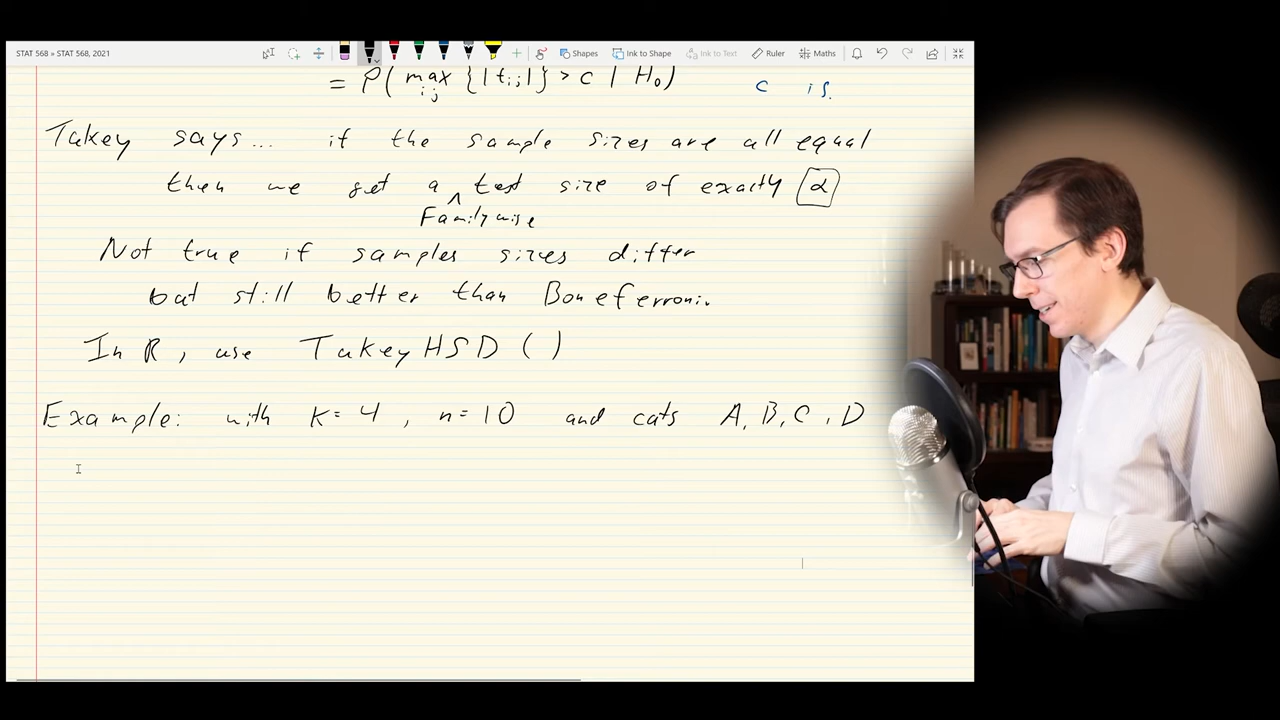 STAT 568 » STAT 568, 2021
Shapes Ink to Shape Ink to Text Ruler Maths
= P( max {|tij|} > c | H0) c is.
ij
Tukey says... if the sample sizes are all equal
then we get a ^ test size of exactly α
Familywise
Not true if samples sizes differ
but still better than Boneferroni.
In R, use TukeyHSD ( )
Example: with k=4, n=10 and cats A, B, C, D